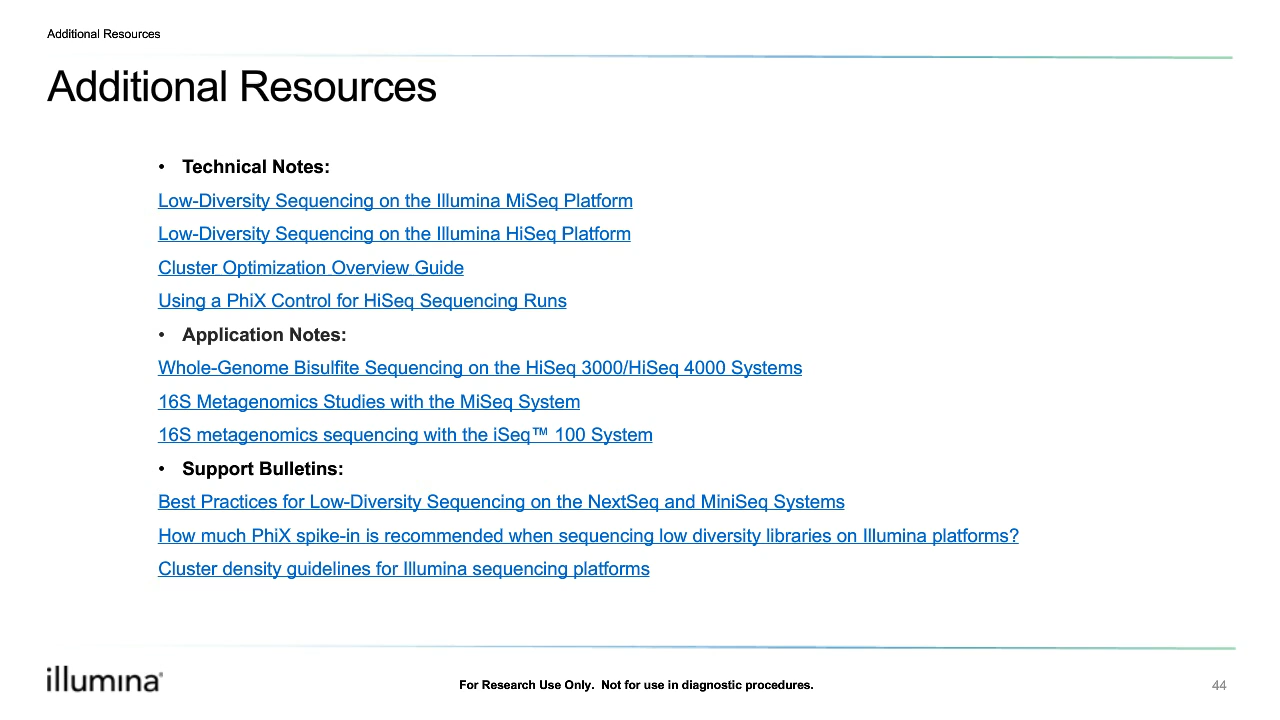 Additional Resources
Additional Resources
• Technical Notes:
Low-Diversity Sequencing on the Illumina MiSeq Platform
Low-Diversity Sequencing on the Illumina HiSeq Platform
Cluster Optimization Overview Guide
Using a PhiX Control for HiSeq Sequencing Runs
• Application Notes:
Whole-Genome Bisulfite Sequencing on the HiSeq 3000/HiSeq 4000 Systems
16S Metagenomics Studies with the MiSeq System
16S metagenomics sequencing with the iSeq™ 100 System
• Support Bulletins:
Best Practices for Low-Diversity Sequencing on the NextSeq and MiniSeq Systems
How much PhiX spike-in is recommended when sequencing low diversity libraries on Illumina platforms?
Cluster density guidelines for Illumina sequencing platforms
illumina®
For Research Use Only. Not for use in diagnostic procedures.
44